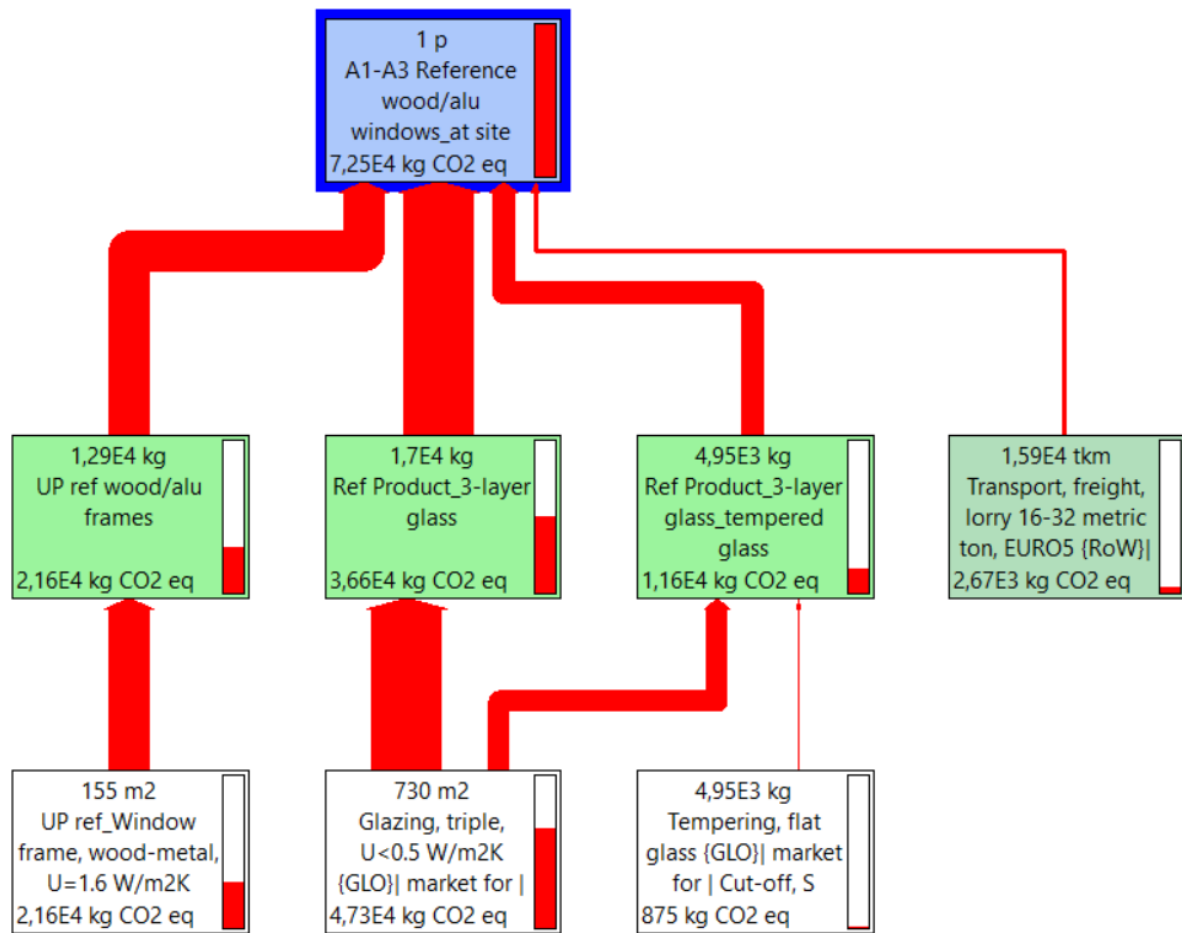 1 p
A1-A3 Reference
wood/alu
windows_at site
7,25E4 kg CO2 eq
1,29E4 kg
UP ref wood/alu
frames
2,16E4 kg CO2 eq
1,7E4 kg
Ref Product_3-layer
glass
3,66E4 kg CO2 eq
4,95E3 kg
Ref Product_3-layer
glass_tempered
glass
1,16E4 kg CO2 eq
1,59E4 tkm
Transport, freight,
lorry 16-32 metric
ton, EURO5 {RoW}|
2,67E3 kg CO2 eq
155 m2
UP ref_Window
frame, wood-metal,
U=1.6 W/m2K
2,16E4 kg CO2 eq
730 m2
Glazing, triple,
U<0.5 W/m2K
{GLO}| market for |
4,73E4 kg CO2 eq
4,95E3 kg
Tempering, flat
glass {GLO}| market
for | Cut-off, S
875 kg CO2 eq